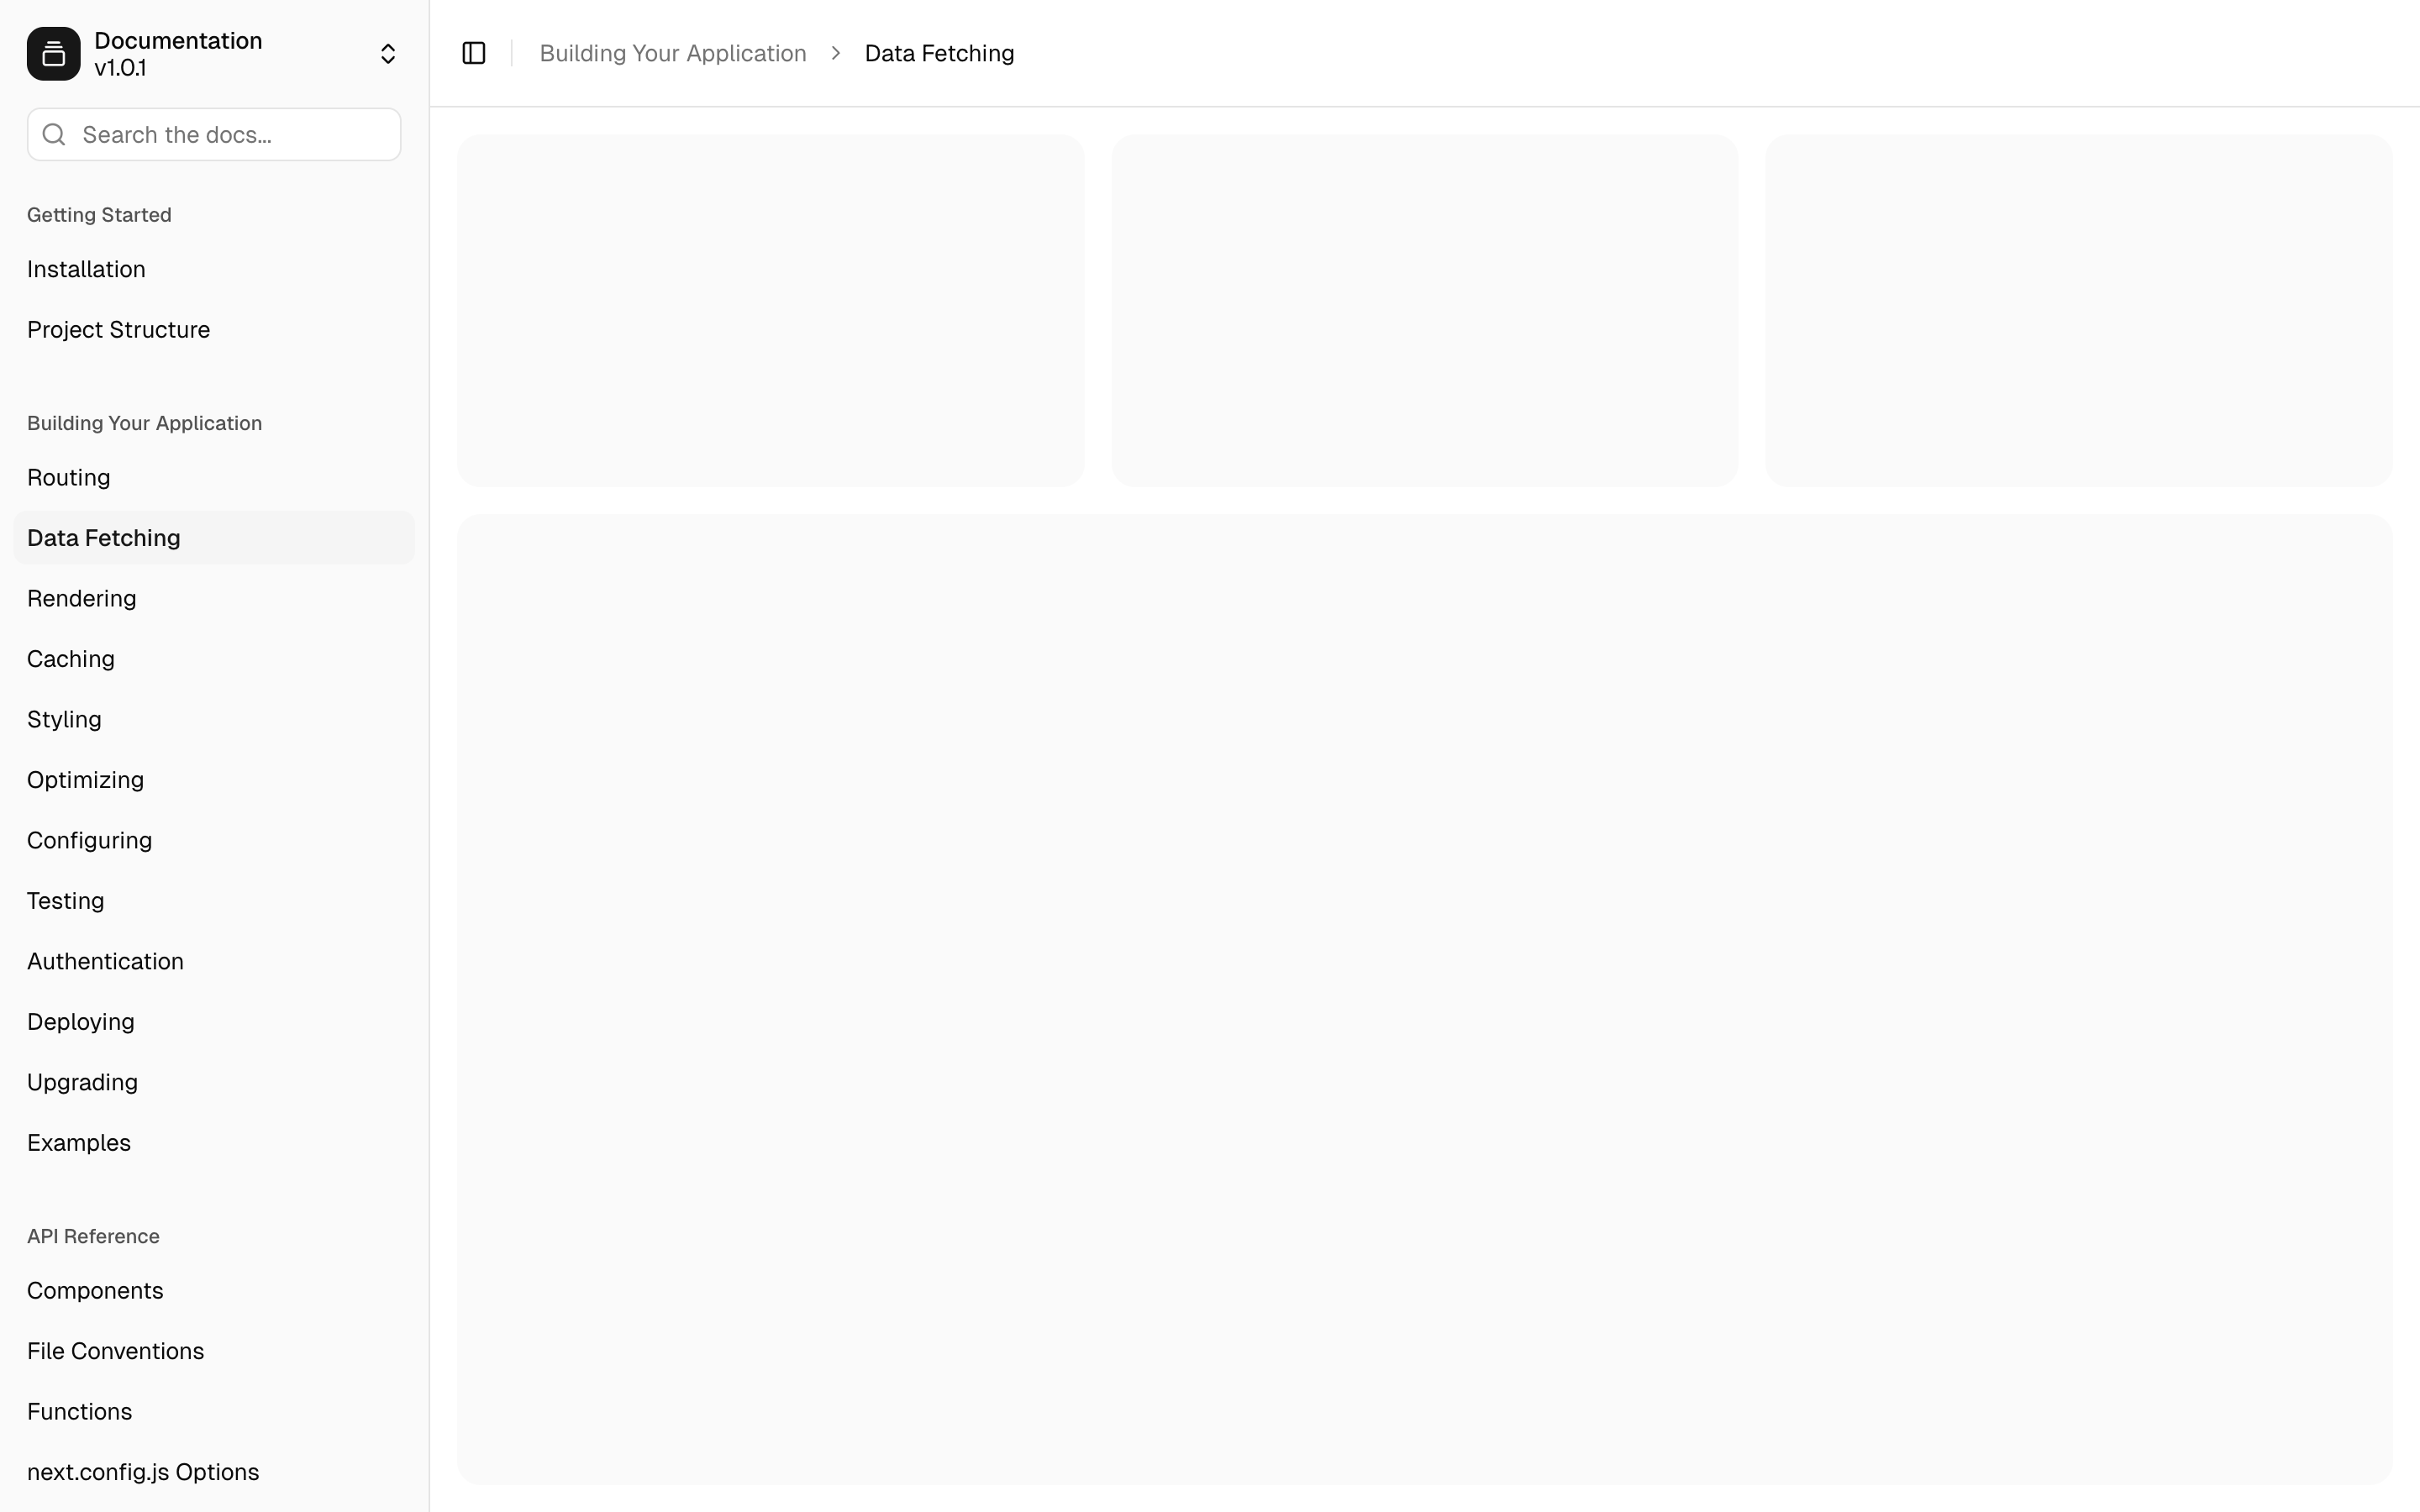 Documentation
v1.0.1
Search the docs...
Getting Started
Installation
Project Structure
Building Your Application
Routing
Data Fetching
Rendering
Caching
Styling
Optimizing
Configuring
Testing
Authentication
Deploying
Upgrading
Examples
API Reference
Components
File Conventions
Functions
next.config.js Options
Building Your Application > Data Fetching